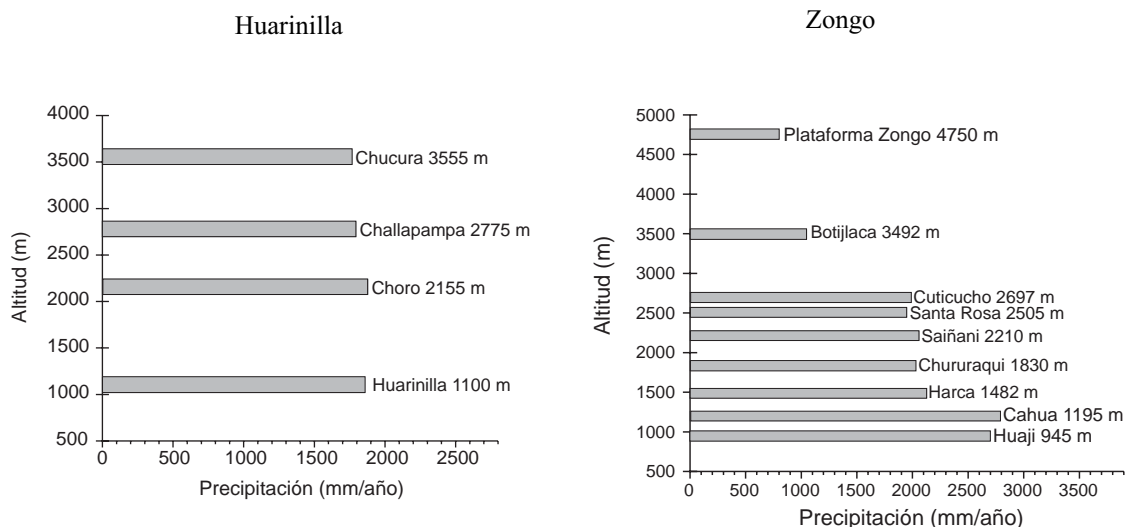 Huarinilla
4000
3500
3000
2500
2000
1500
1000
500
Altitud (m)
Chucura 3555 m
Challapampa 2775 m
Choro 2155 m
Huarinilla 1100 m
0 500 1000 1500 2000 2500
Precipitación (mm/año)
Zongo
5000
4500
4000
3500
3000
2500
2000
1500
1000
500
Altitud (m)
Plataforma Zongo 4750 m
Botijlaca 3492 m
Cuticucho 2697 m
Santa Rosa 2505 m
Saiñani 2210 m
Chururaqui 1830 m
Harca 1482 m
Cahua 1195 m
Huaji 945 m
0 500 1000 1500 2000 2500 3000 3500
Precipitación (mm/año)